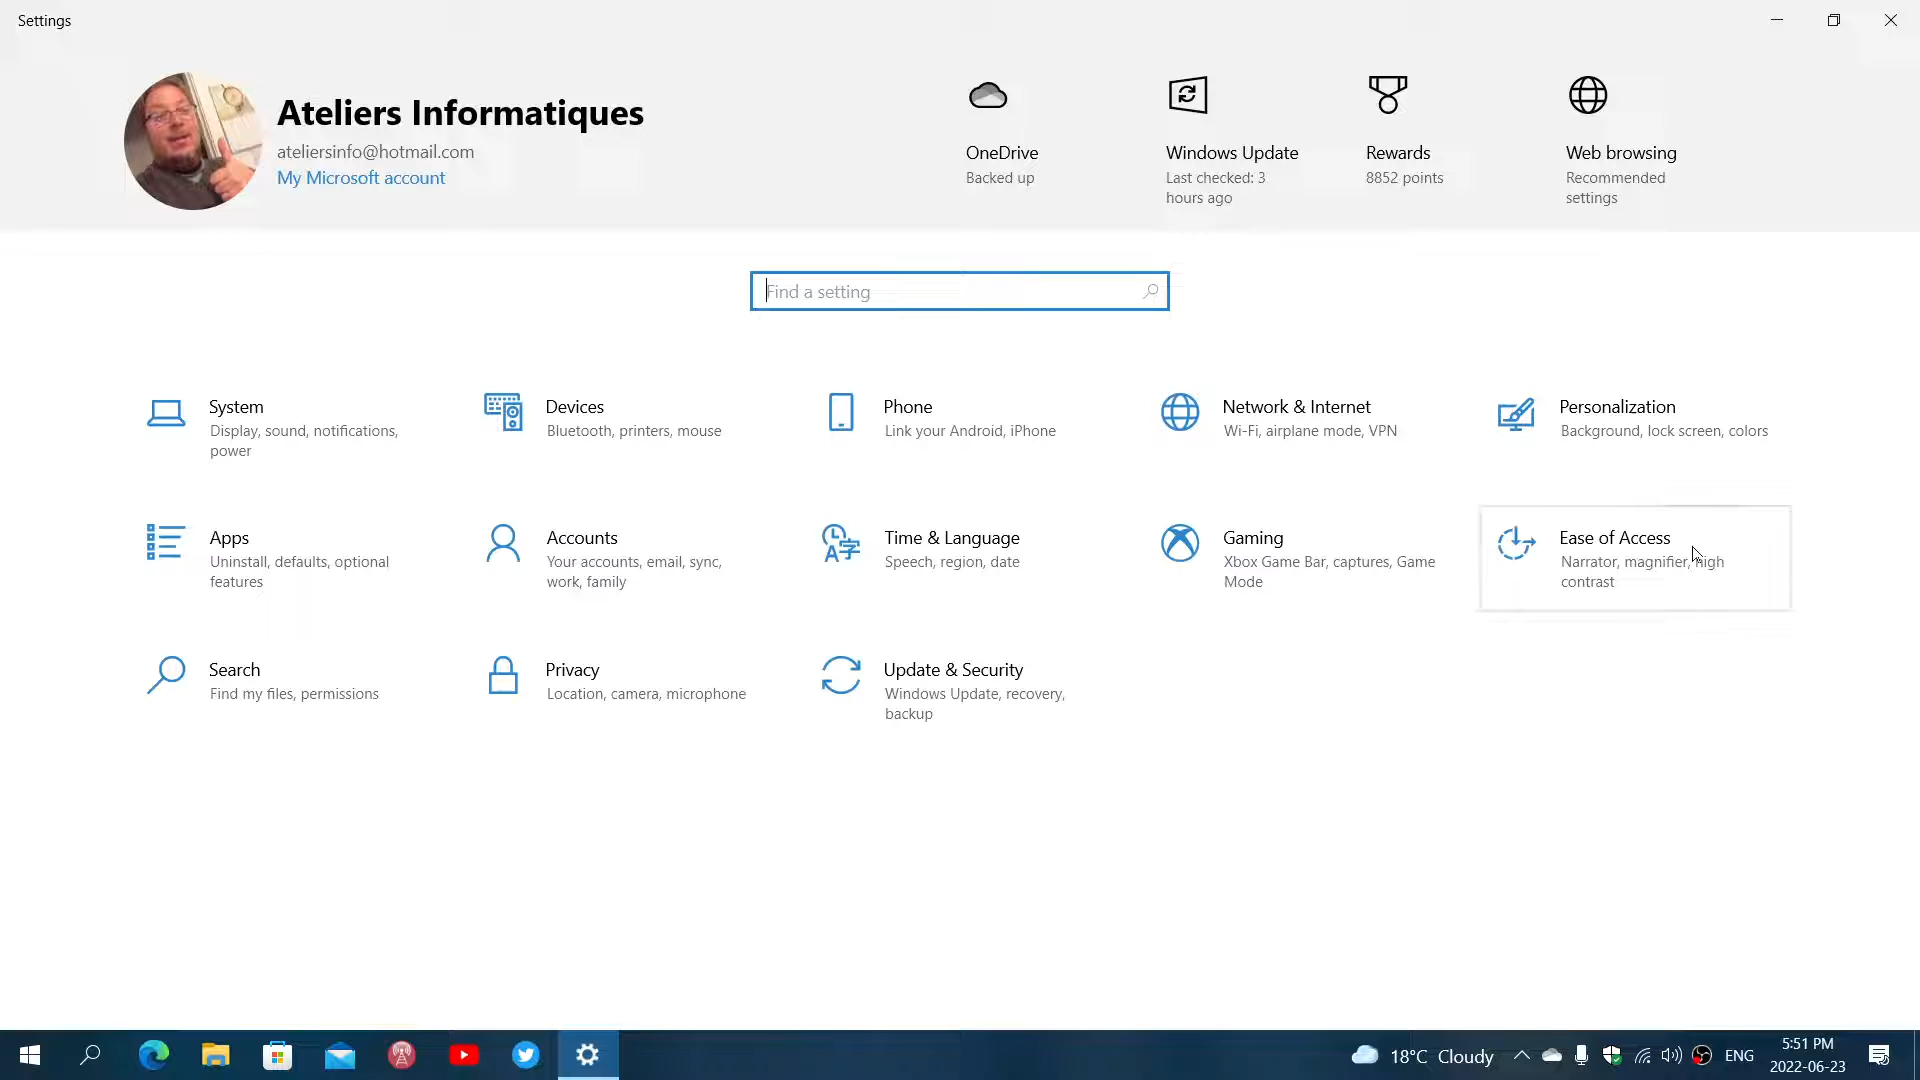 Settings
Ateliers Informatiques
ateliersinfo@hotmail.com
My Microsoft account
OneDrive
Backed up
Windows Update
Last checked: 3
hours ago
Rewards
8852 points
Web browsing
Recommended
settings
Find a setting
System
Display, sound, notifications,
power
Devices
Bluetooth, printers, mouse
Phone
Link your Android, iPhone
Network & Internet
Wi-Fi, airplane mode, VPN
Personalization
Background, lock screen, colors
Apps
Uninstall, defaults, optional
features
Accounts
Your accounts, email, sync,
work, family
Time & Language
Speech, region, date
Gaming
Xbox Game Bar, captures, Game
Mode
Ease of Access
Narrator, magnifier, high
contrast
Search
Find my files, permissions
Privacy
Location, camera, microphone
Update & Security
Windows Update, recovery,
backup
18°C Cloudy
ENG
5:51 PM
2022-06-23